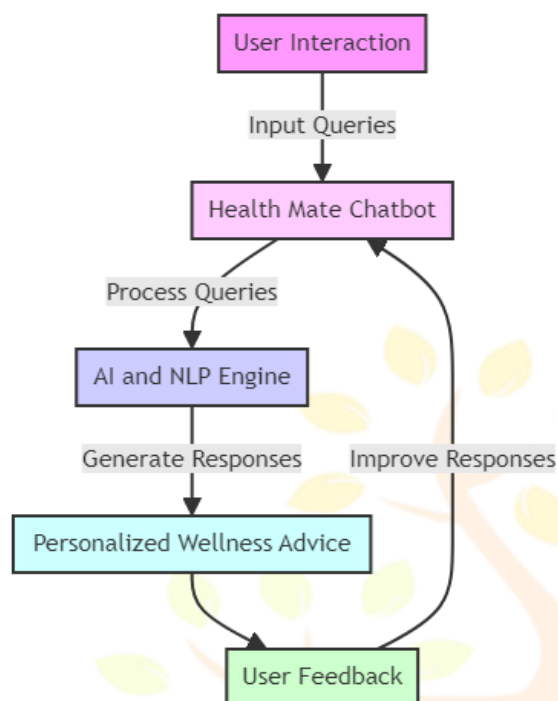 User Interaction
Input Queries
Health Mate Chatbot
Process Queries
AI and NLP Engine
Generate Responses
Improve Responses
Personalized Wellness Advice
User Feedback